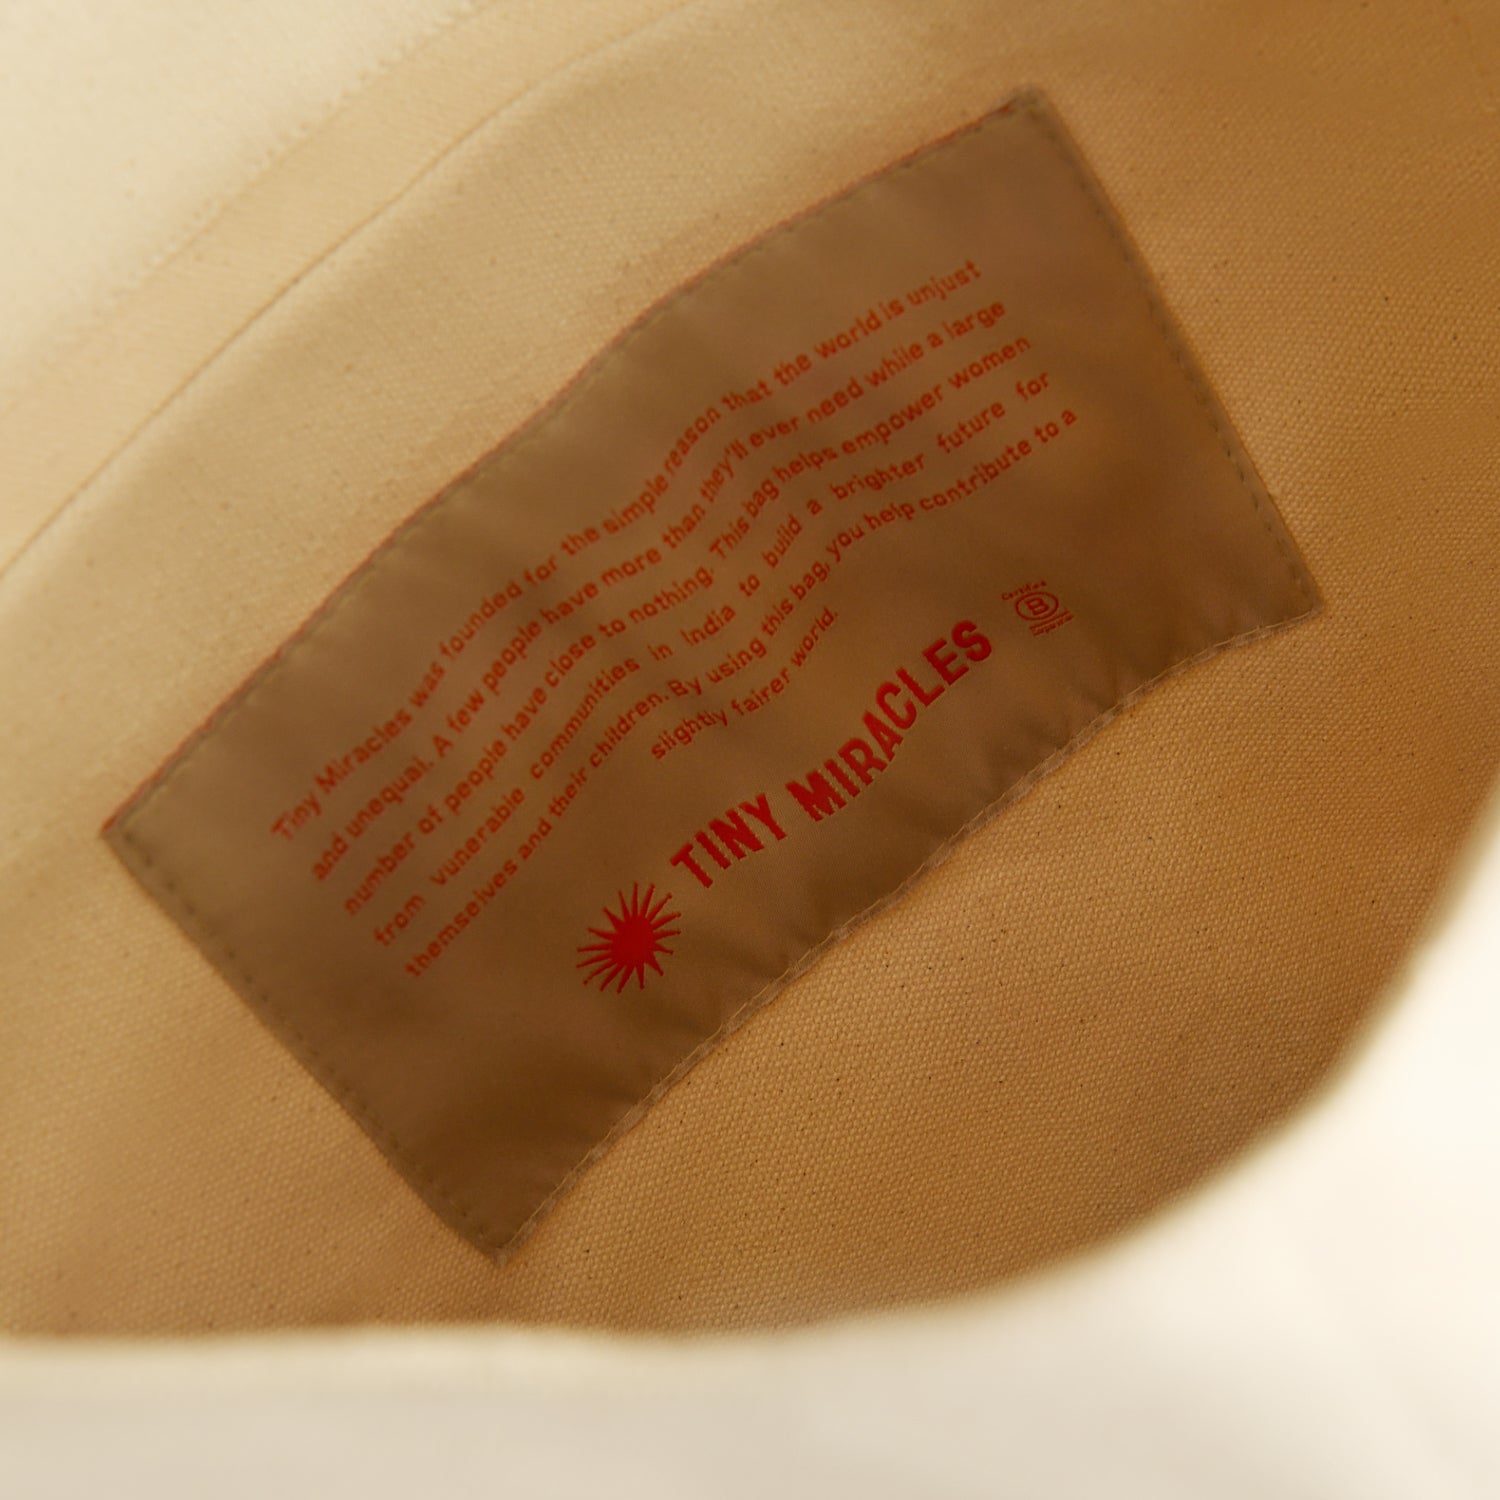 Tiny Miracles was founded for the simple reason that the world is unjust
and unequal. A few people have more than they'll ever need while a large
number of people have close to nothing. This bag helps empower women
from vunerable communities in India to build a brighter future for
themselves and their children. By using this bag, you help contribute to a
slightly fairer world.
TINY MIRACLES
Certified
B
Corporation